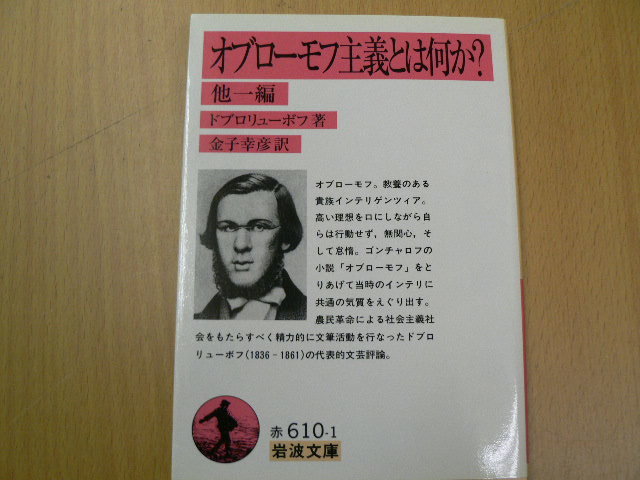 オブローモフ主義とは何か?
他一編
ドブロリューボフ著
金子幸彦訳
オブローモフ。教養のある
貴族インテリゲンツィア。
高い理想を口にしながら自
らは行動せず，無関心，そ
して怠惰。ゴンチャロフの
小説「オブローモフ」をと
りあげて当時のインテリに
共通の気質をえぐり出す。
農民革命による社会主義社
会をもたらすべく精力的に文筆活動を行なったドブロ
リューボフ(1836－1861)の代表的文芸評論。
赤 610-1
岩波文庫